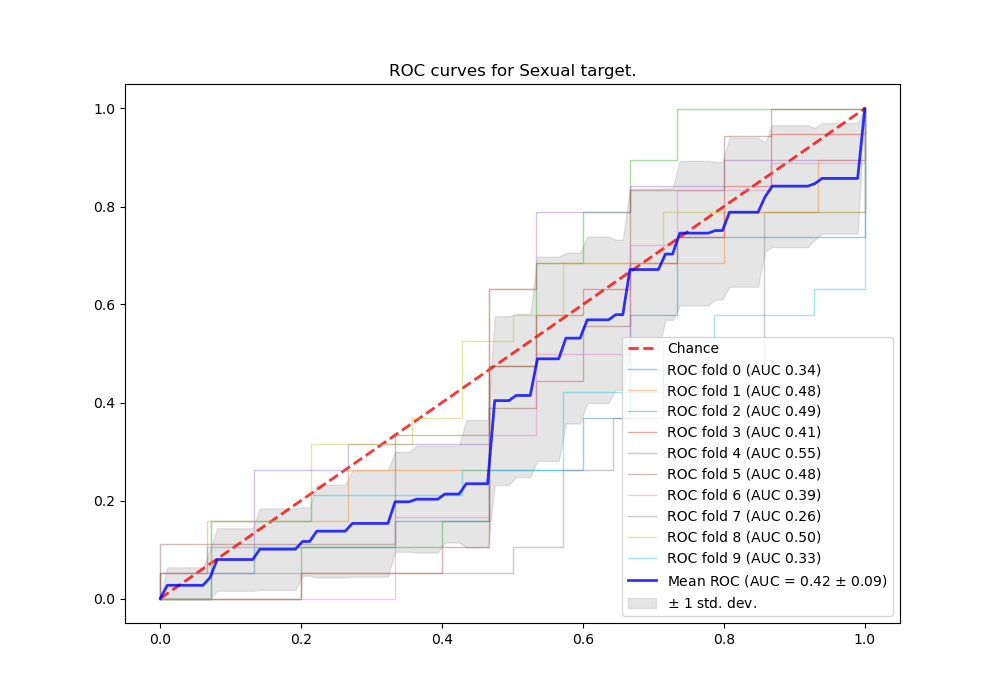 ROC curves for Sexual target.
1.0
0.8
0.6
0.4
0.2
0.0
Chance
ROC fold 0 (AUC 0.34)
ROC fold 1 (AUC 0.48)
ROC fold 2 (AUC 0.49)
ROC fold 3 (AUC 0.41)
ROC fold 4 (AUC 0.55)
ROC fold 5 (AUC 0.48)
ROC fold 6 (AUC 0.39)
ROC fold 7 (AUC 0.26)
ROC fold 8 (AUC 0.50)
ROC fold 9 (AUC 0.33)
Mean ROC (AUC = 0.42 ± 0.09)
± 1 std. dev.
0.0 0.2 0.4 0.6 0.8 1.0